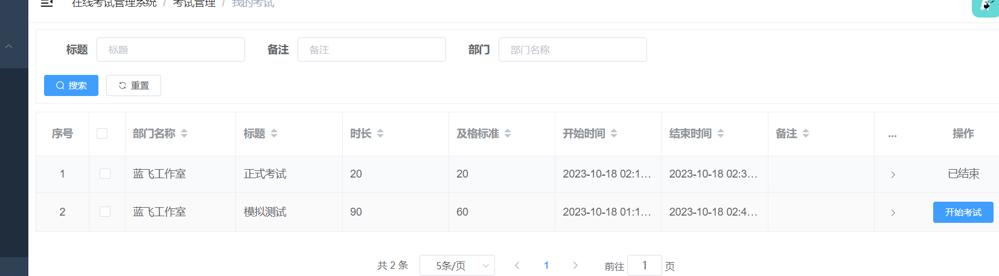 在线考试管理系统 / 考试管理 / 我的考试
标题 标题 备注 备注 部门 部门名称
搜索 重置
序号 部门名称 标题 时长 及格标准 开始时间 结束时间 备注 ... 操作
1 蓝飞工作室 正式考试 20 20 2023-10-18 02:1... 2023-10-18 02:3... 已结束
2 蓝飞工作室 模拟测试 90 60 2023-10-18 01:1... 2023-10-18 02:4... 开始考试
共 2 条 5条/页 1 前往 1 页